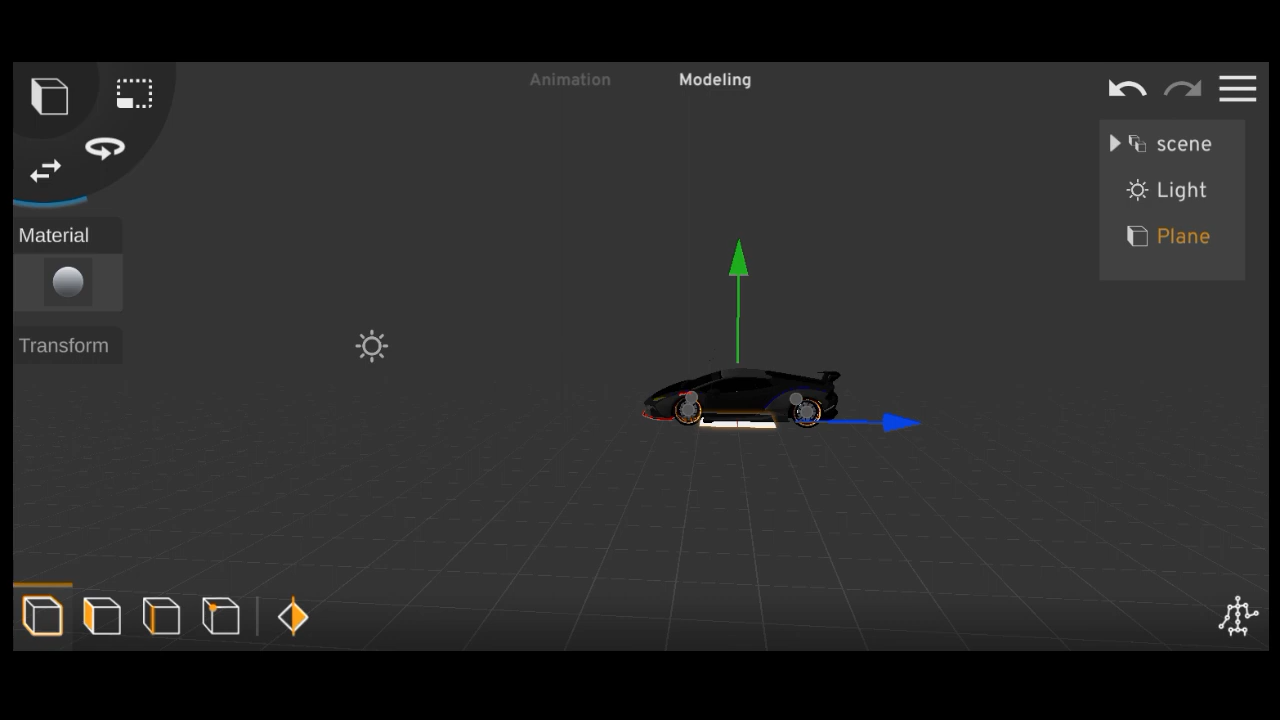 Animation
Modeling
scene
Light
Plane
Material
Transform